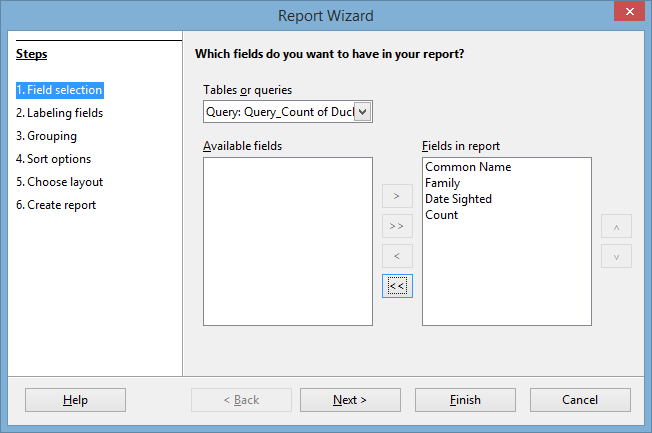 Report Wizard
Steps
1. Field selection
2. Labeling fields
3. Grouping
4. Sort options
5. Choose layout
6. Create report
Which fields do you want to have in your report?
Tables or queries
Query: Query_Count of Duc
Available fields
Fields in report
Common Name
Family
Date Sighted
Count
>
>>
<
<<
Help
< Back
Next >
Finish
Cancel